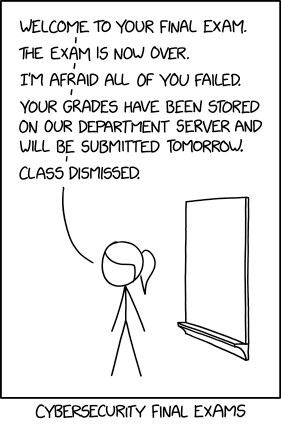 WELCOME TO YOUR FINAL EXAM.
THE EXAM IS NOW OVER.
I'M AFRAID ALL OF YOU FAILED.
YOUR GRADES HAVE BEEN STORED
ON OUR DEPARTMENT SERVER AND
WILL BE SUBMITTED TOMORROW.
CLASS DISMISSED.
CYBERSECURITY FINAL EXAMS